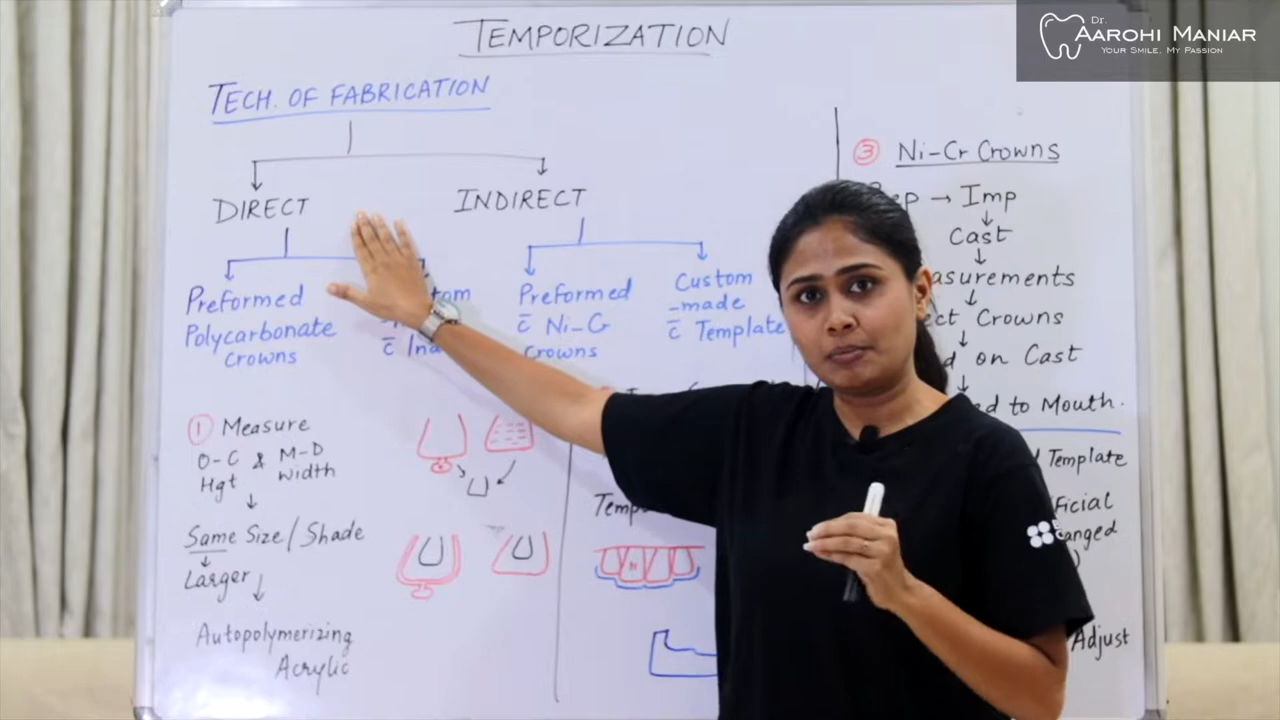 Dr.
AAROHI MANIAR
YOUR SMILE, MY PASSION
TEMPORIZATION
TECH. OF FABRICATION
DIRECT
INDIRECT
Preformed
Polycarbonate
Crowns
c̄
Preformed
c̄ Ni-Cr
Crowns
Custom
-made
c̄ Template
① Measure
O-C & M-D
Hgt Width
Same Size/Shade
Larger
Autopolymerizing
Acrylic
③ Ni-Cr Crowns
→ Imp
Cast
Crowns
on Cast
to Mouth.
Template
Adjust